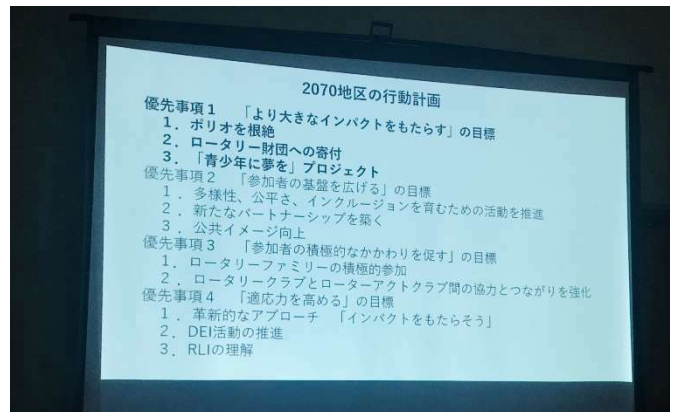 2070地区の行動計画
優先事項1 「より大きなインパクトをもたらす」の目標
1．ポリオを根絶
2．ロータリー財団への寄付
3．「青少年に夢を」プロジェクト
優先事項2 「参加者の基盤を広げる」の目標
1．多様性、公平さ、インクルージョンを育むための活動を推進
2．新たなパートナーシップを築く
3．公共イメージ向上
優先事項3 「参加者の積極的なかかわりを促す」の目標
1．ロータリーファミリーの積極的参加
2．ロータリークラブとローターアクトクラブ間の協力とつながりを強化
優先事項4 「適応力を高める」の目標
1．革新的なアプローチ 「インパクトをもたらそう」
2．DEI活動の推進
3．RLIの理解